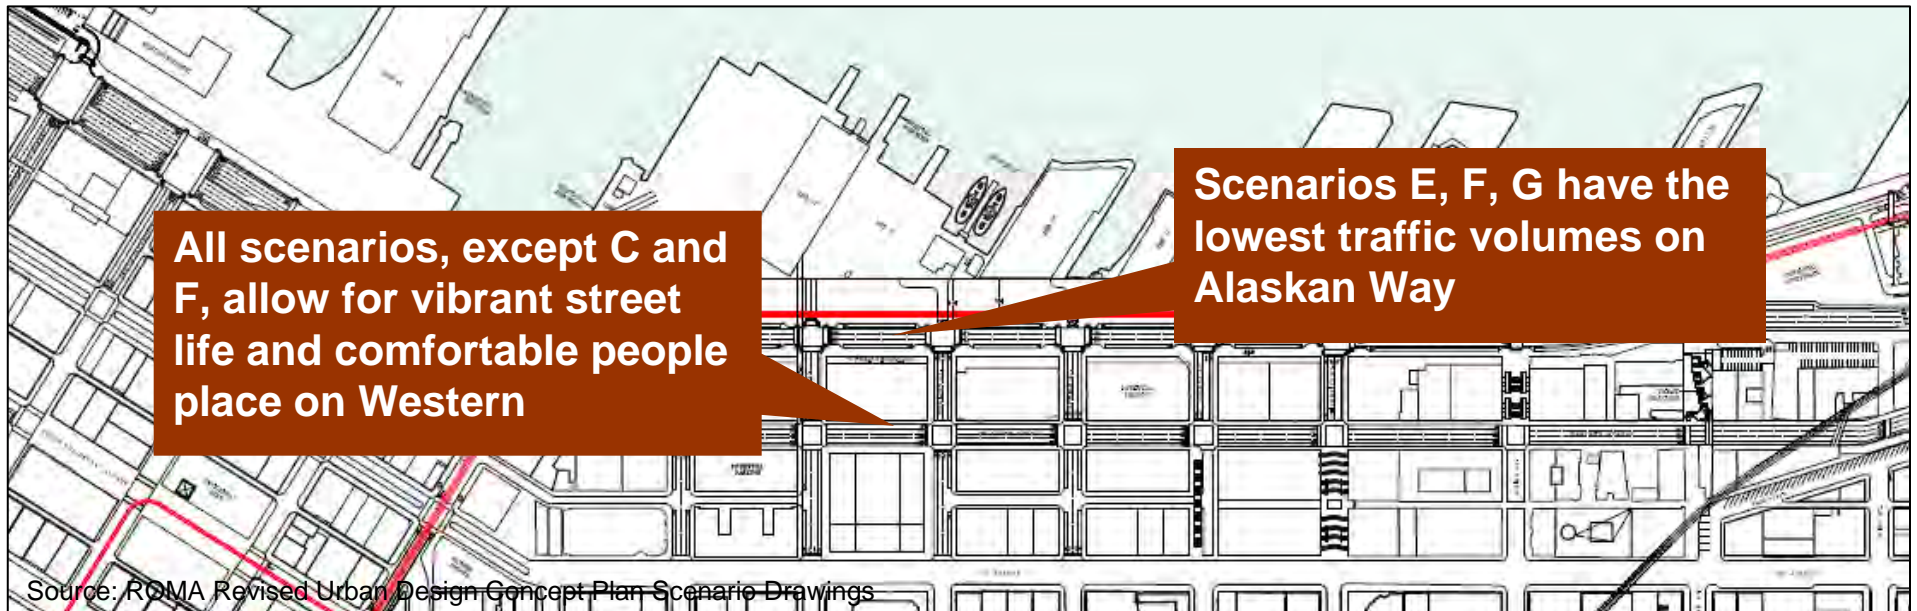 All scenarios, except C and
F, allow for vibrant street
life and comfortable people
place on Western
Scenarios E, F, G have the
lowest traffic volumes on
Alaskan Way
Source: ROMA Revised Urban Design Concept Plan Scenario Drawings